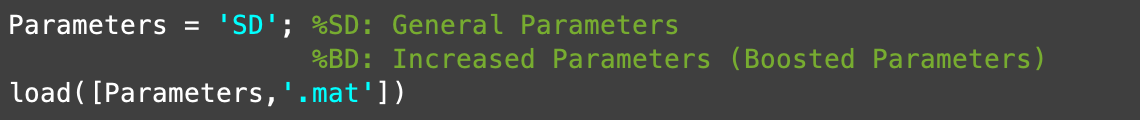 Parameters = 'SD'; %SD: General Parameters
%BD: Increased Parameters (Boosted Parameters)
load([Parameters,'.mat'])